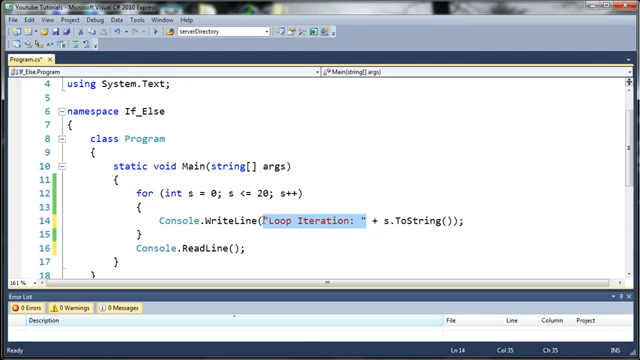 Youtube Tutorials - Microsoft Visual C# 2010 Express
File Edit View Project Debug Data Tools Window Help
serverDirectory
Program.cs*
If_Else.Program
Main(string[] args)
4 using System.Text;
5
6 namespace If_Else
7 {
8 class Program
9 {
10 static void Main(string[] args)
11 {
12 for (int s = 0; s <= 20; s++)
13 {
14 Console.WriteLine("Loop Iteration: " + s.ToString());
15 }
16 Console.ReadLine();
17 }
18 }
161 %
Error List
0 Errors 0 Warnings 0 Messages
Description File Line Column Project
Ready Ln 14 Col 35 Ch 35 INS